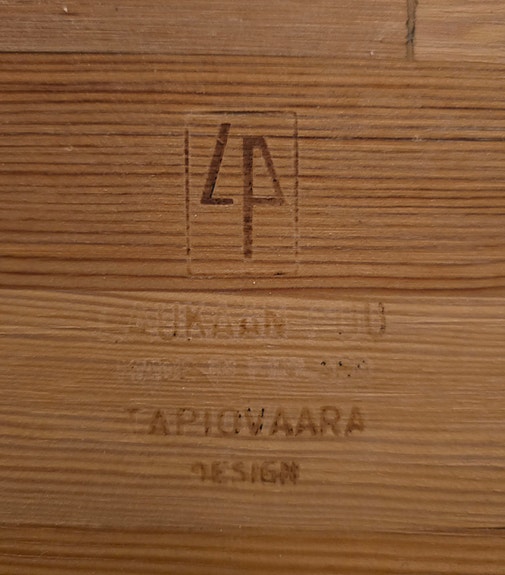 LP
LAUKAAN PUU
TAPIOVAARA
DESIGN